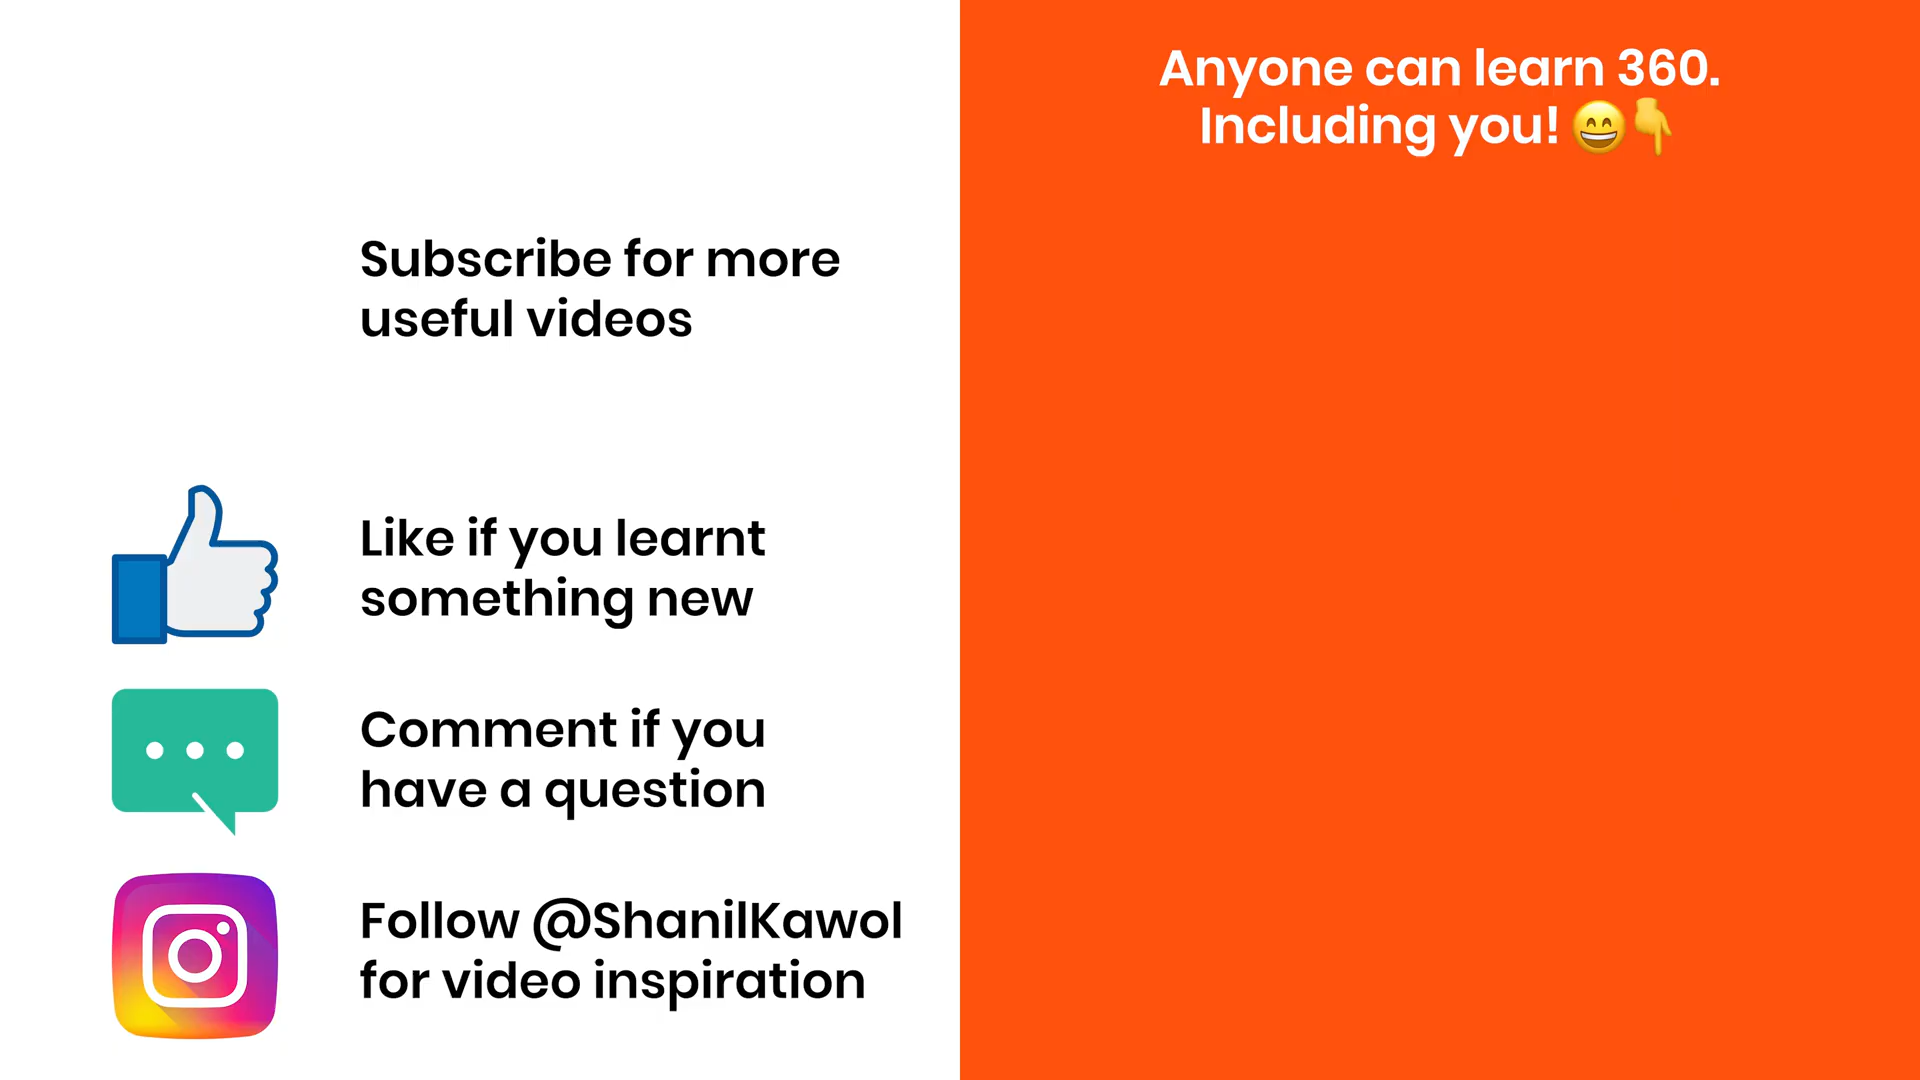 Subscribe for more
useful videos
Like if you learnt
something new
Comment if you
have a question
Follow @ShanilKawol
for video inspiration
Anyone can learn 360.
Including you! 😄👇